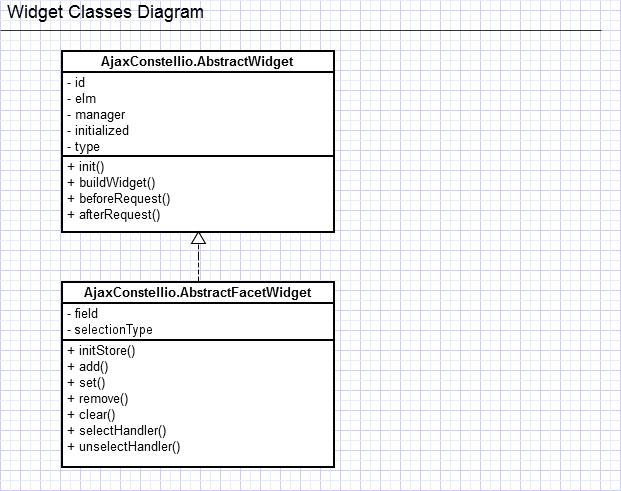 Widget Classes Diagram
AjaxConstellio.AbstractWidget
- id
- elm
- manager
- initialized
- type
+ init()
+ buildWidget()
+ beforeRequest()
+ afterRequest()
AjaxConstellio.AbstractFacetWidget
- field
- selectionType
+ initStore()
+ add()
+ set()
+ remove()
+ clear()
+ selectHandler()
+ unselectHandler()